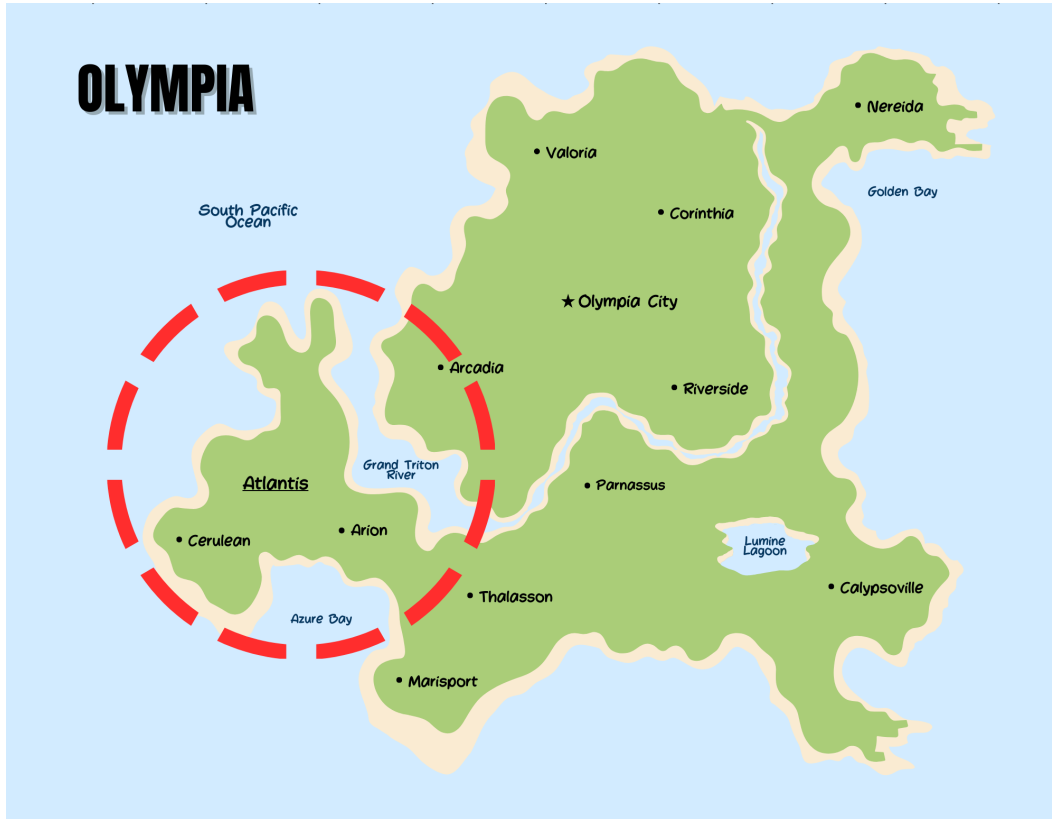 OLYMPIA
Nereida
Valoria
Golden Bay
South Pacific
Ocean
Corinthia
Olympia City
Arcadia
Riverside
Grand Triton
River
Atlantis
Parnassus
Arion
Cerulean
Lumine
Lagoon
Calypsoville
Thalasson
Azure Bay
Marisport